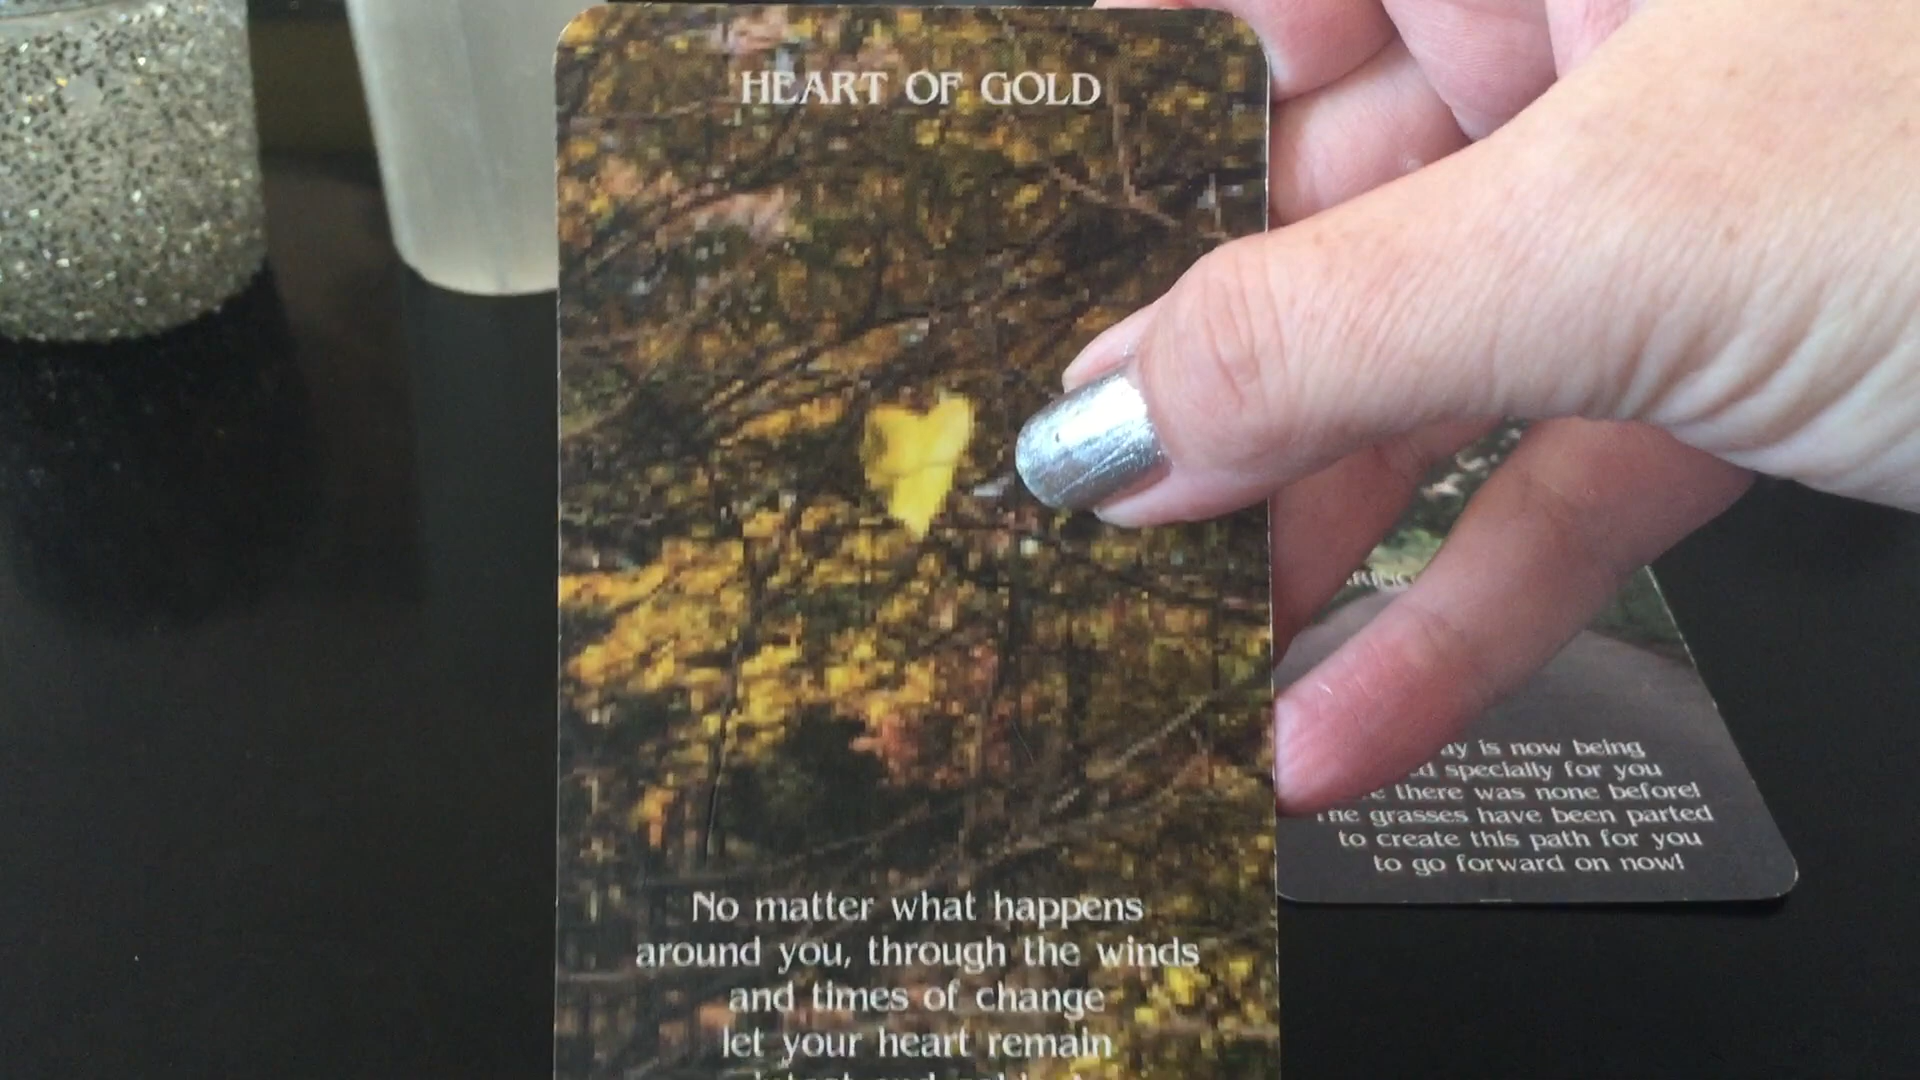 HEART OF GOLD
No matter what happens
around you, through the winds
and times of change
let your heart remain
is now being
specially for you
there was none before!
The grasses have been parted
to create this path for you
to go forward on now!